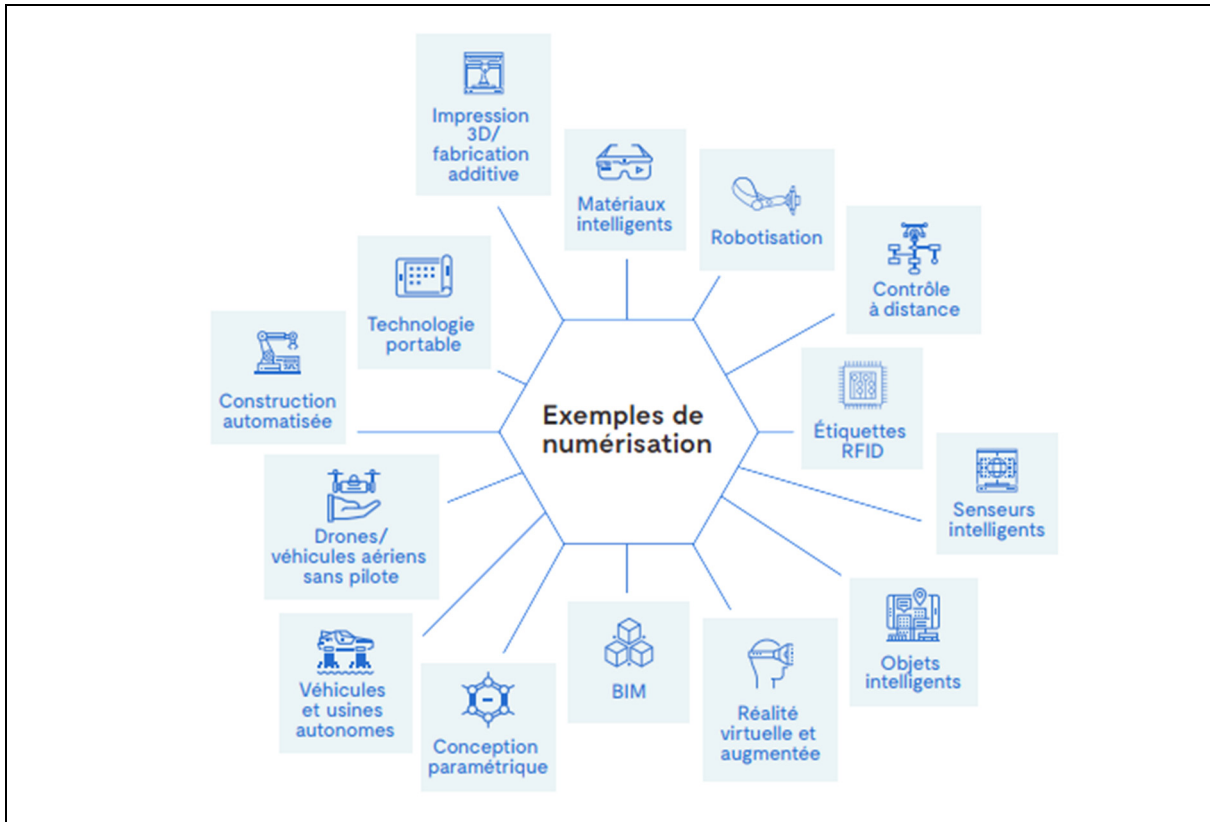 Impression
3D/
fabrication
additive
Matériaux
intelligents
Robotisation
Contrôle
à distance
Technologie
portable
Construction
automatisée
Exemples de
numérisation
Étiquettes
RFID
Senseurs
intelligents
Drones/
véhicules aériens
sans pilote
Objets
intelligents
Véhicules
et usines
autonomes
Conception
paramétrique
BIM
Réalité
virtuelle et
augmentée